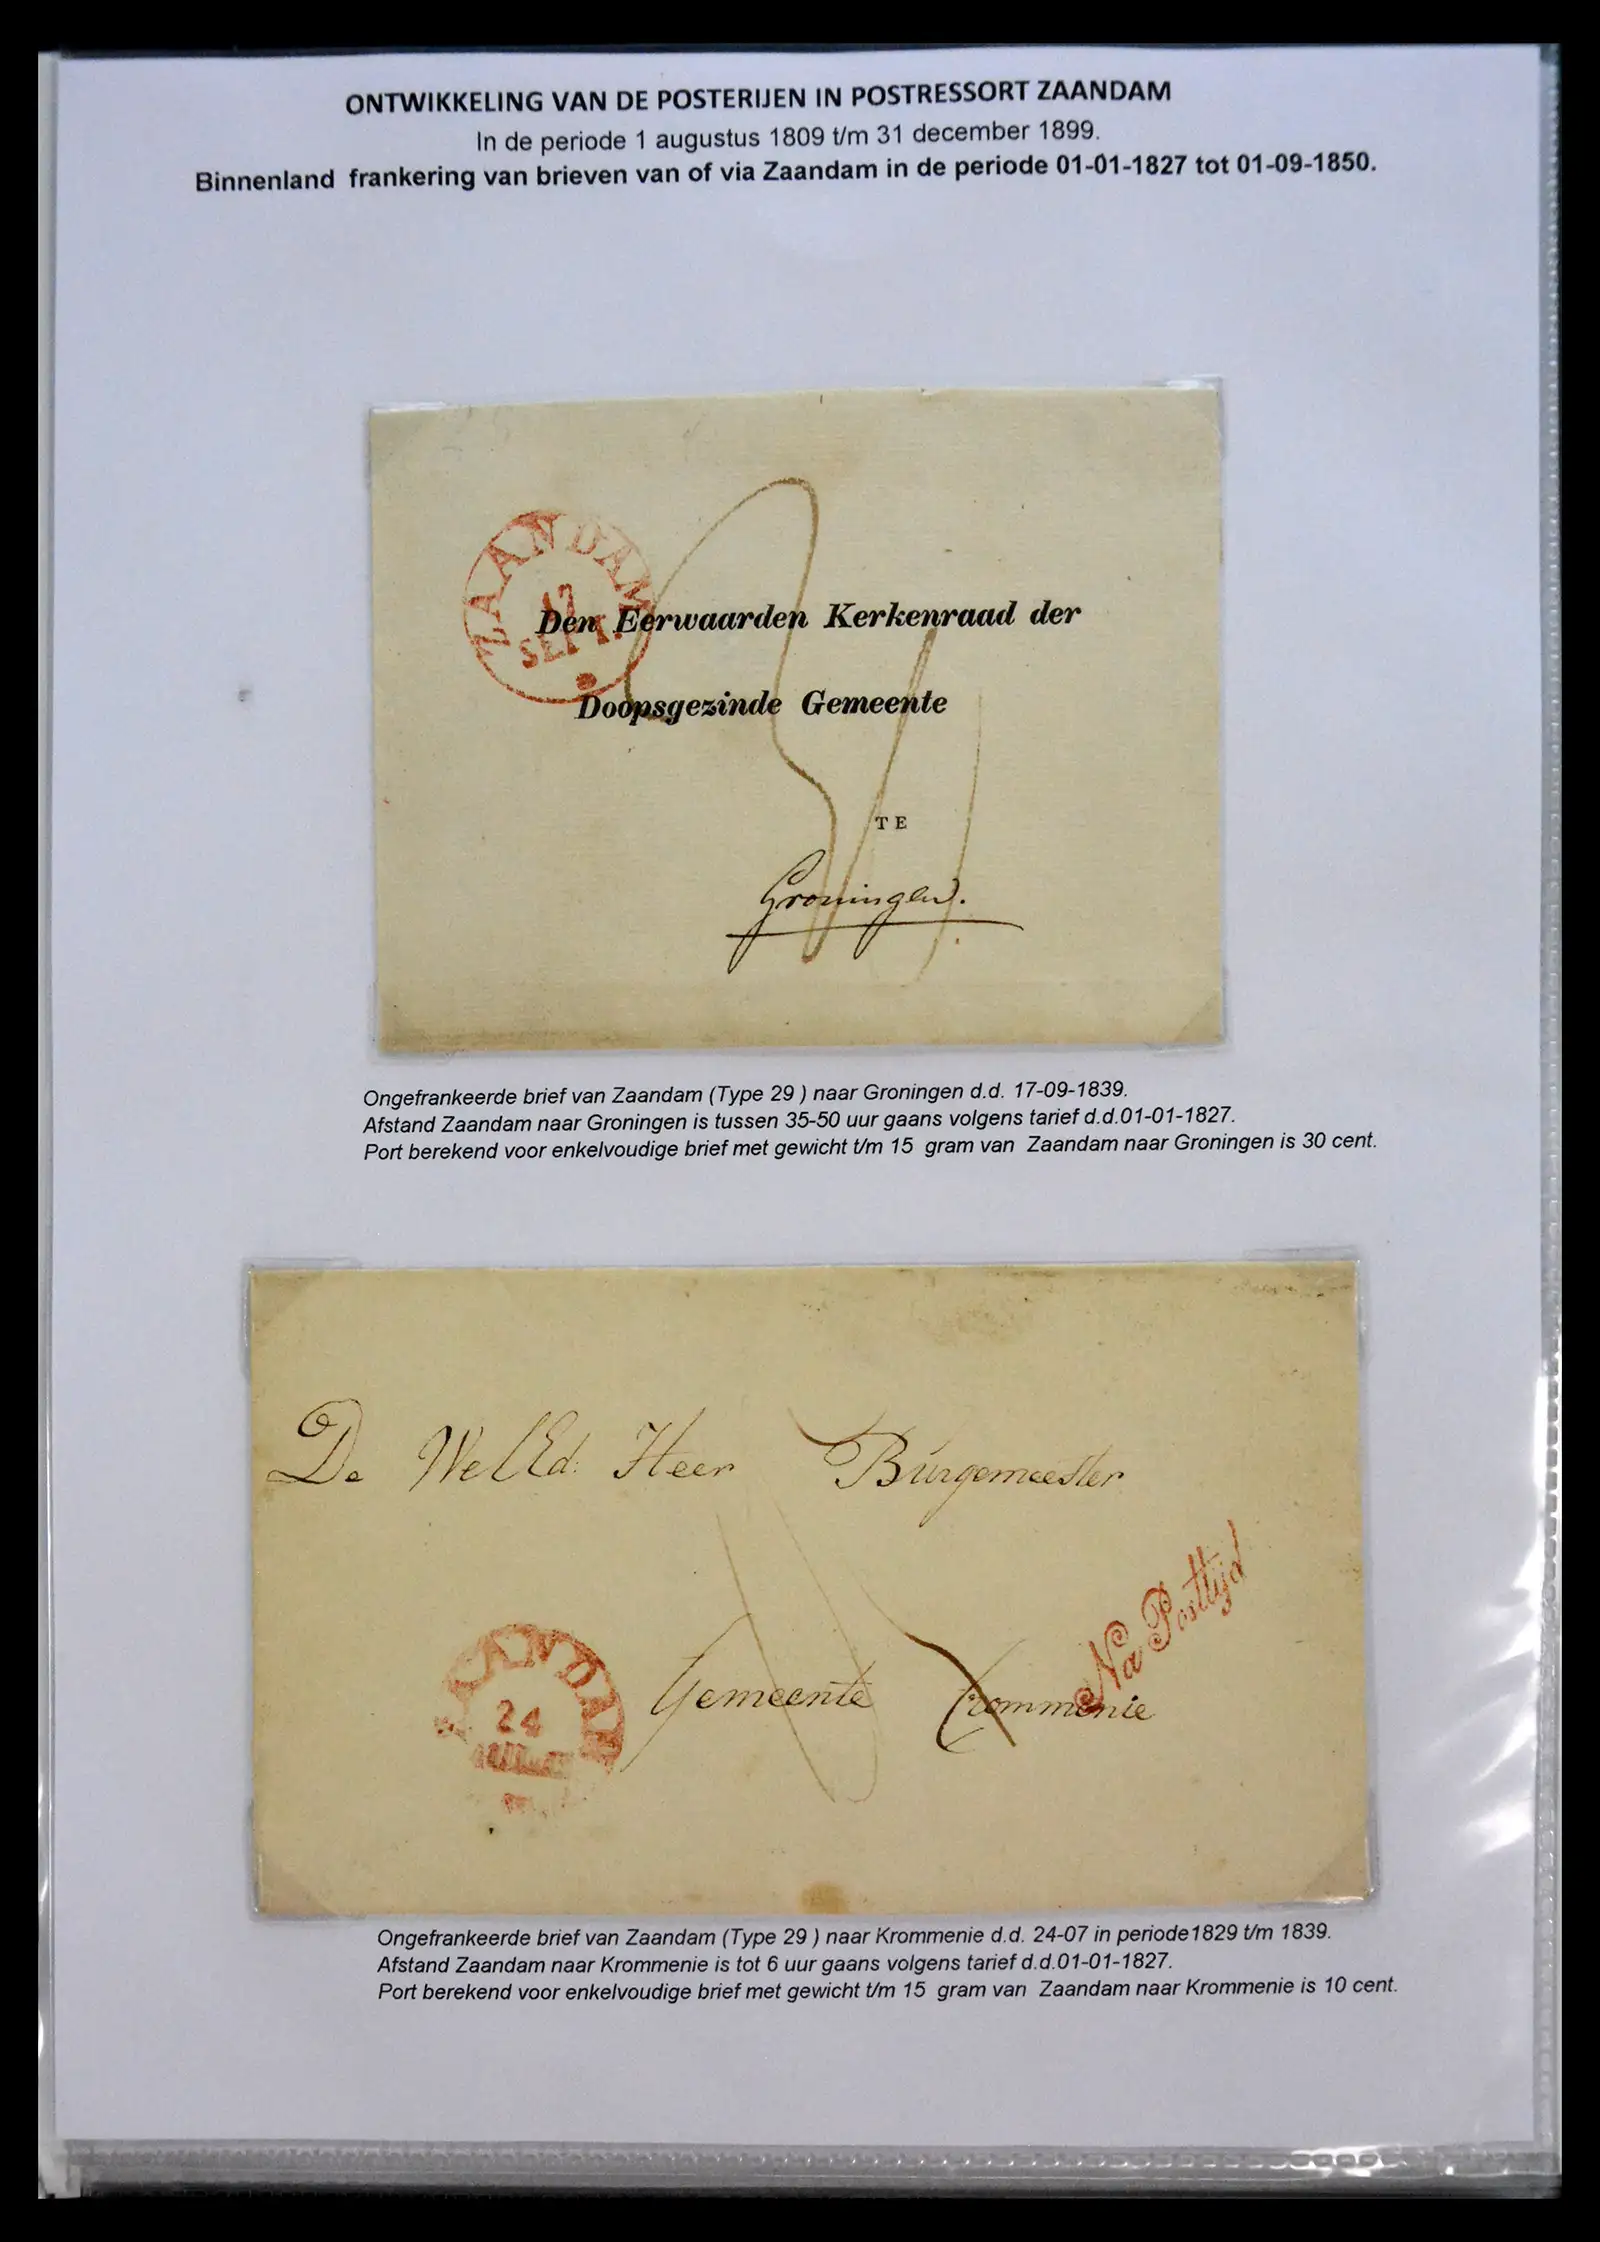 ONTWIKKELING VAN DE POSTERIJEN IN POSTRESSORT ZAANDAM
In de periode 1 augustus 1809 t/m 31 december 1899.
Binnenland frankering van brieven van of via Zaandam in de periode 01-01-1827 tot 01-09-1850.
ZAANDAM
17
SEPT.
Den Eerwaarden Kerkenraad der
Doopsgezinde Gemeente
TE
Groningen.
Ongefrankeerde brief van Zaandam (Type 29 ) naar Groningen d.d. 17-09-1839.
Afstand Zaandam naar Groningen is tussen 35-50 uur gaans volgens tarief d.d.01-01-1827.
Port berekend voor enkelvoudige brief met gewicht t/m 15 gram van Zaandam naar Groningen is 30 cent.
De WelEd: Heer Burgemeester
Na Posttijd
ZAANDAM
24
Gemeente Crommenie
Ongefrankeerde brief van Zaandam (Type 29 ) naar Krommenie d.d. 24-07 in periode1829 t/m 1839.
Afstand Zaandam naar Krommenie is tot 6 uur gaans volgens tarief d.d.01-01-1827.
Port berekend voor enkelvoudige brief met gewicht t/m 15 gram van Zaandam naar Krommenie is 10 cent.